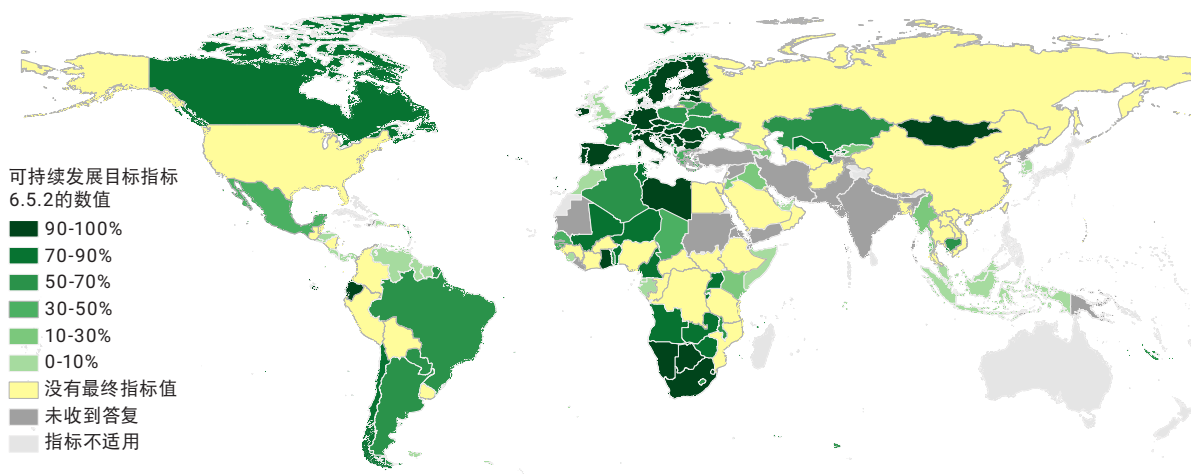 可持续发展目标指标
6.5.2的数值
90-100%
70-90%
50-70%
30-50%
10-30%
0-10%
没有最终指标值
未收到答复
指标不适用